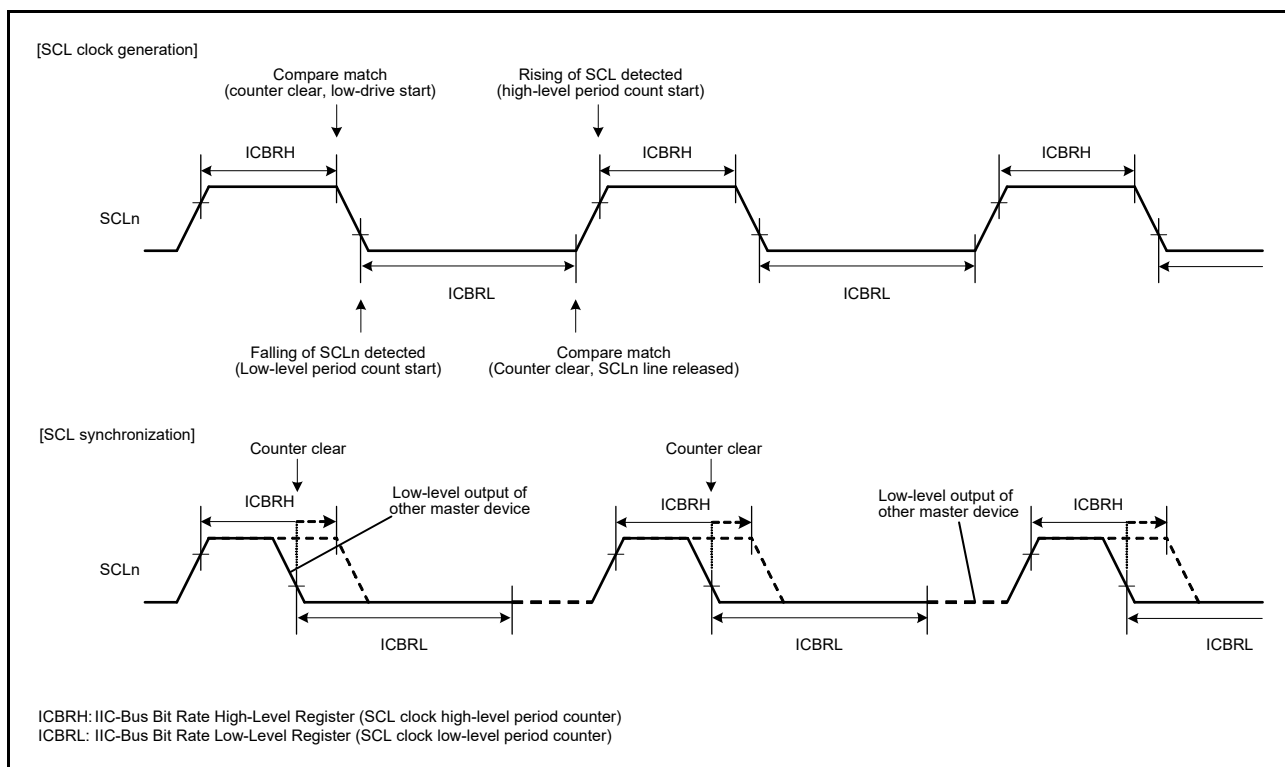 [SCL clock generation]
Compare match
(counter clear, low-drive start)
Rising of SCL detected
(high-level period count start)
ICBRH
ICBRH
ICBRH
SCLn
ICBRL
ICBRL
Falling of SCLn detected
(Low-level period count start)
Compare match
(Counter clear, SCLn line released)
[SCL synchronization]
Counter clear
Counter clear
ICBRH
Low-level output of
other master device
ICBRH
Low-level output of
other master device
ICBRH
SCLn
ICBRL
ICBRL
ICBRL
ICBRH: IIC-Bus Bit Rate High-Level Register (SCL clock high-level period counter)
ICBRL: IIC-Bus Bit Rate Low-Level Register (SCL clock low-level period counter)